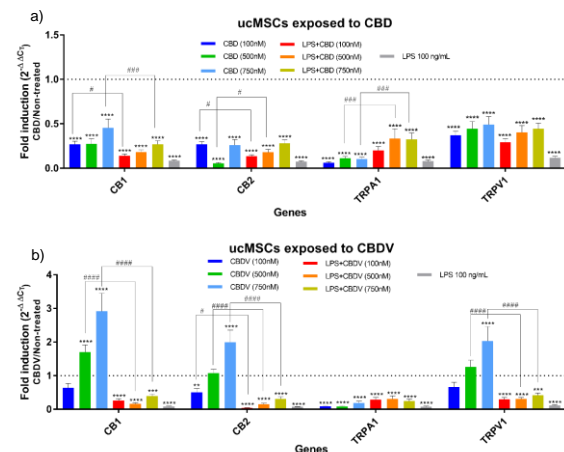 a)
ucMSCs exposed to CBD
CBD (100nM) LPS+CBD (100nM) LPS 100 ng/mL
CBD (500nM) LPS+CBD (500nM)
CBD (750nM) LPS+CBD (750nM)
Fold induction (2^-ΔΔCT)
CBD/Non-treated
1.5
1.0
0.5
0.0
# ###
# #
### ###
**** **** **** **** **** **** ****
**** **** **** **** **** **** ****
**** **** **** **** **** **** ****
**** **** **** **** **** **** ****
CB1 CB2 TRPA1 TRPV1
Genes
b)
ucMSCs exposed to CBDV
CBDV (100nM) LPS+CBDV (100nM) LPS 100 ng/mL
CBDV (500nM) LPS+CBDV (500nM)
CBDV (750nM) LPS+CBDV (750nM)
Fold induction (2^-ΔΔCT)
CBDV/Non-treated
4
3
2
1
0
#### ####
# #### ####
#### ####
**** **** **** **** *** ****
** **** **** **** **** ****
**** **** **** **** **** **** ****
**** **** **** *** ****
CB1 CB2 TRPA1 TRPV1
Genes